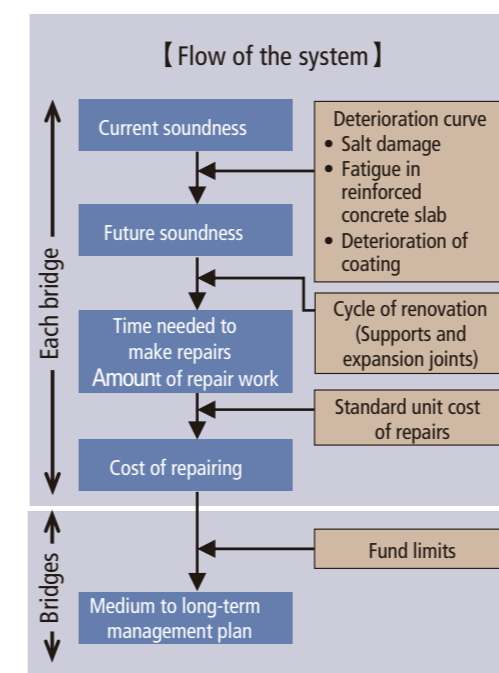 【Flow of the system】
Current soundness
Deterioration curve
• Salt damage
• Fatigue in
reinforced
concrete slab
• Deterioration of
coating
Future soundness
Each bridge
Cycle of renovation
(Supports and
expansion joints)
Time needed to
make repairs
Amount of repair work
Standard unit cost
of repairs
Cost of repairing
Bridges
Fund limits
Medium to long-term
management plan